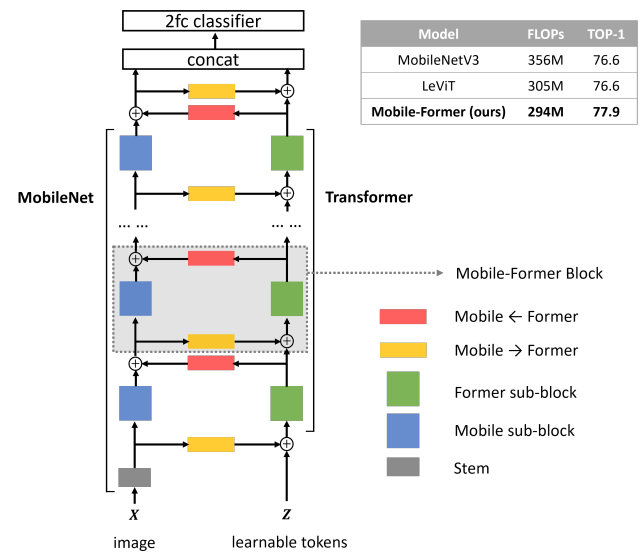 2fc classifier
concat
MobileNet
Transformer
... ...
... ...
X
Z
image
learnable tokens
Model FLOPs TOP-1
MobileNetV3 356M 76.6
LeViT 305M 76.6
Mobile-Former (ours) 294M 77.9
Mobile-Former Block
Mobile ← Former
Mobile → Former
Former sub-block
Mobile sub-block
Stem